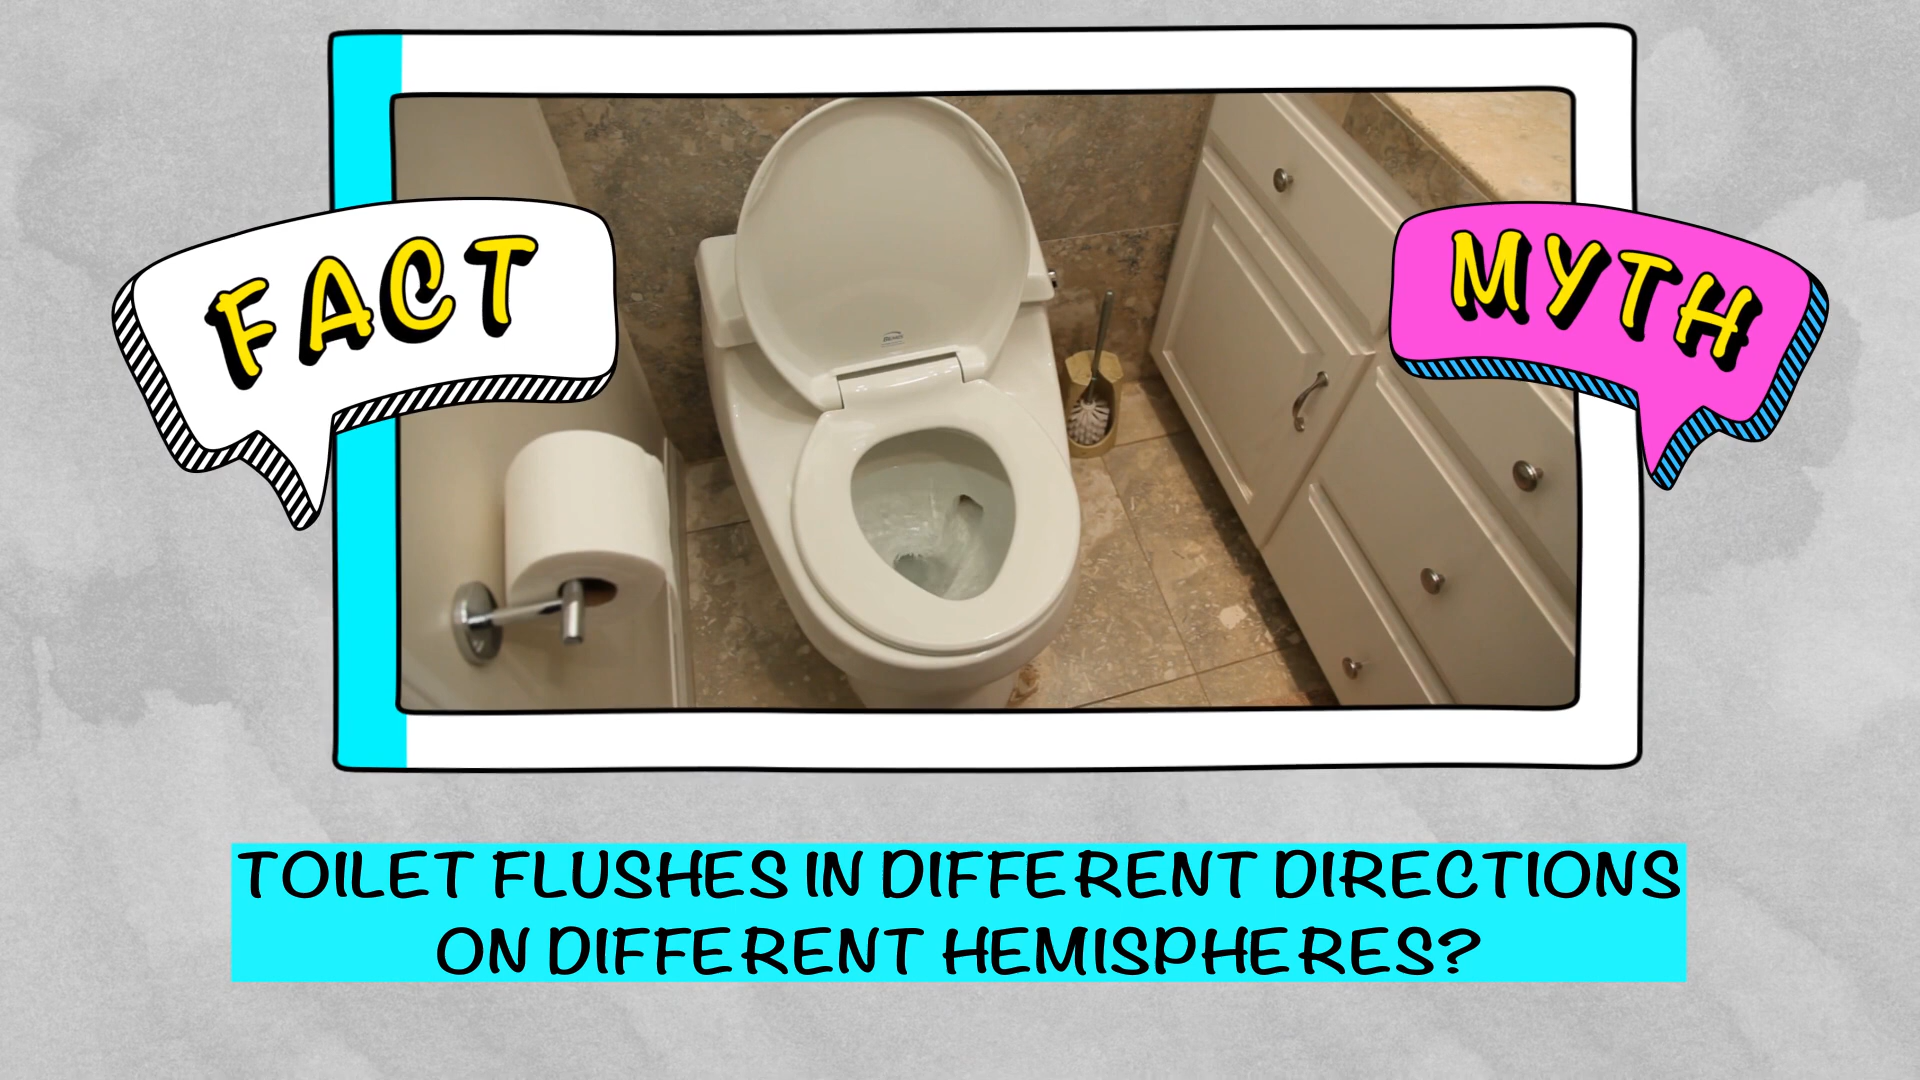 FACT
MYTH
TOILET FLUSHES IN DIFFERENT DIRECTIONS
ON DIFFERENT HEMISPHERES?